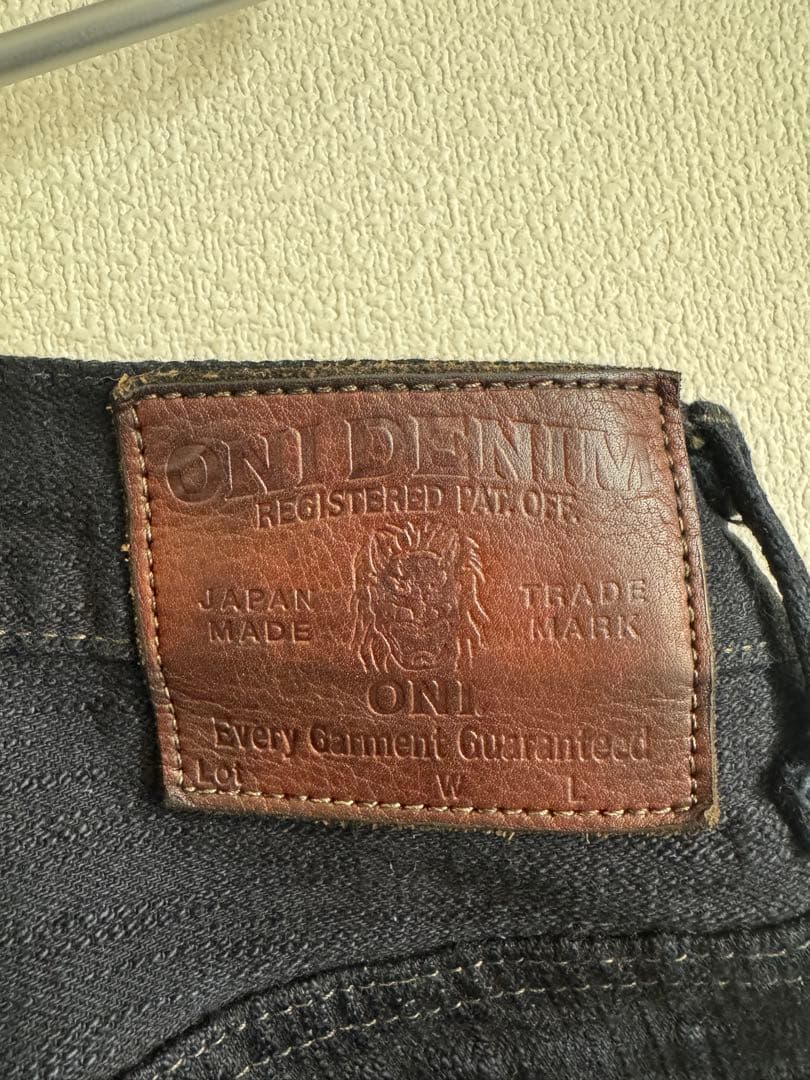 ONI DENIM
REGISTERED PAT. OFF.
JAPAN MADE
TRADE MARK
ONI
Every Garment Guaranteed
Lot W L